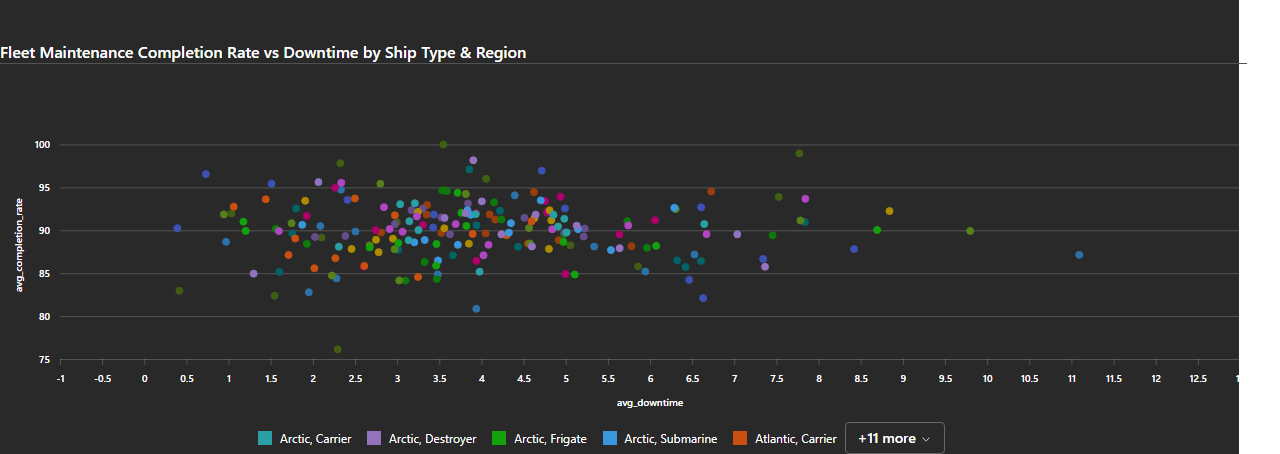 Fleet Maintenance Completion Rate vs Downtime by Ship Type & Region
100
95
90
85
80
75
avg_completion_rate
-1 -0.5 0 0.5 1 1.5 2 2.5 3 3.5 4 4.5 5 5.5 6 6.5 7 7.5 8 8.5 9 9.5 10 10.5 11 11.5 12 12.5
avg_downtime
Arctic, Carrier Arctic, Destroyer Arctic, Frigate Arctic, Submarine Atlantic, Carrier +11 more